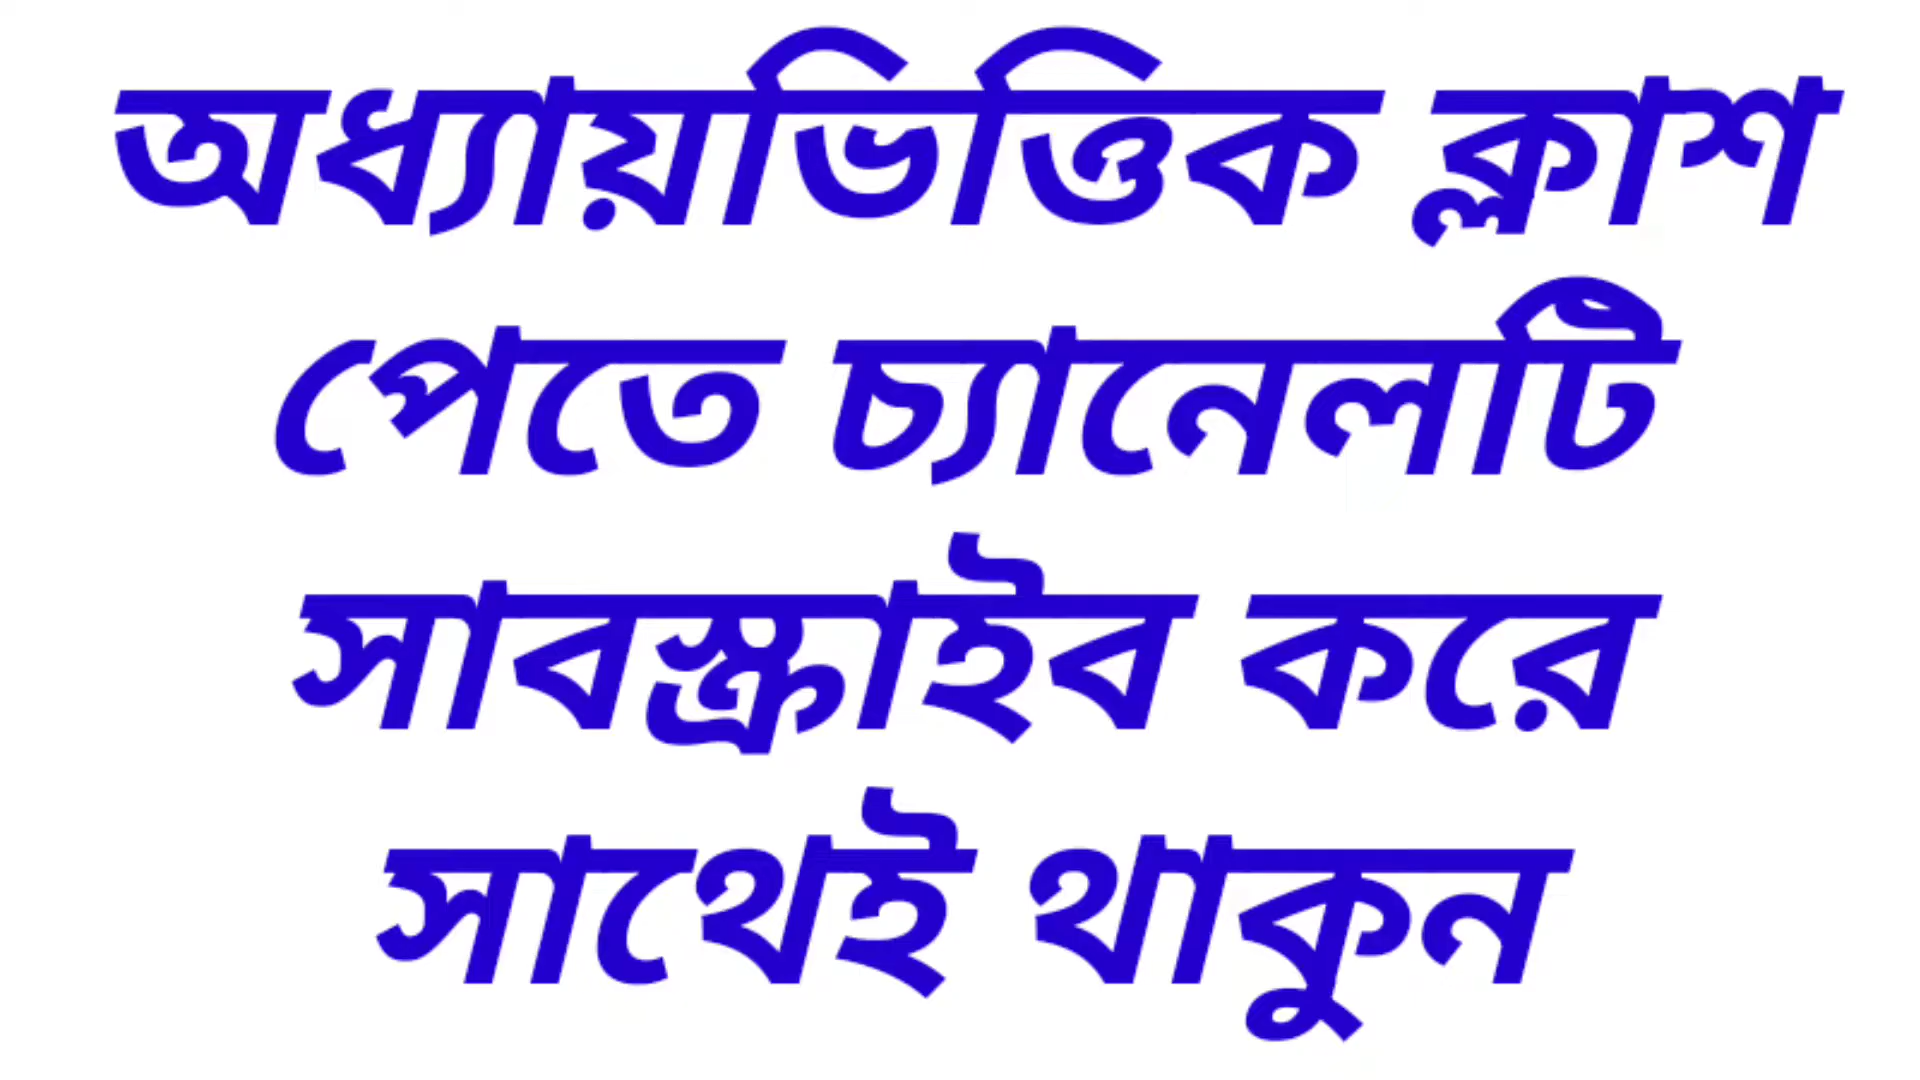 অধ্যায়ভিত্তিক ক্লাশ
পেতে চ্যানেলটি
সাবস্ক্রাইব করে
সাথেই থাকুন